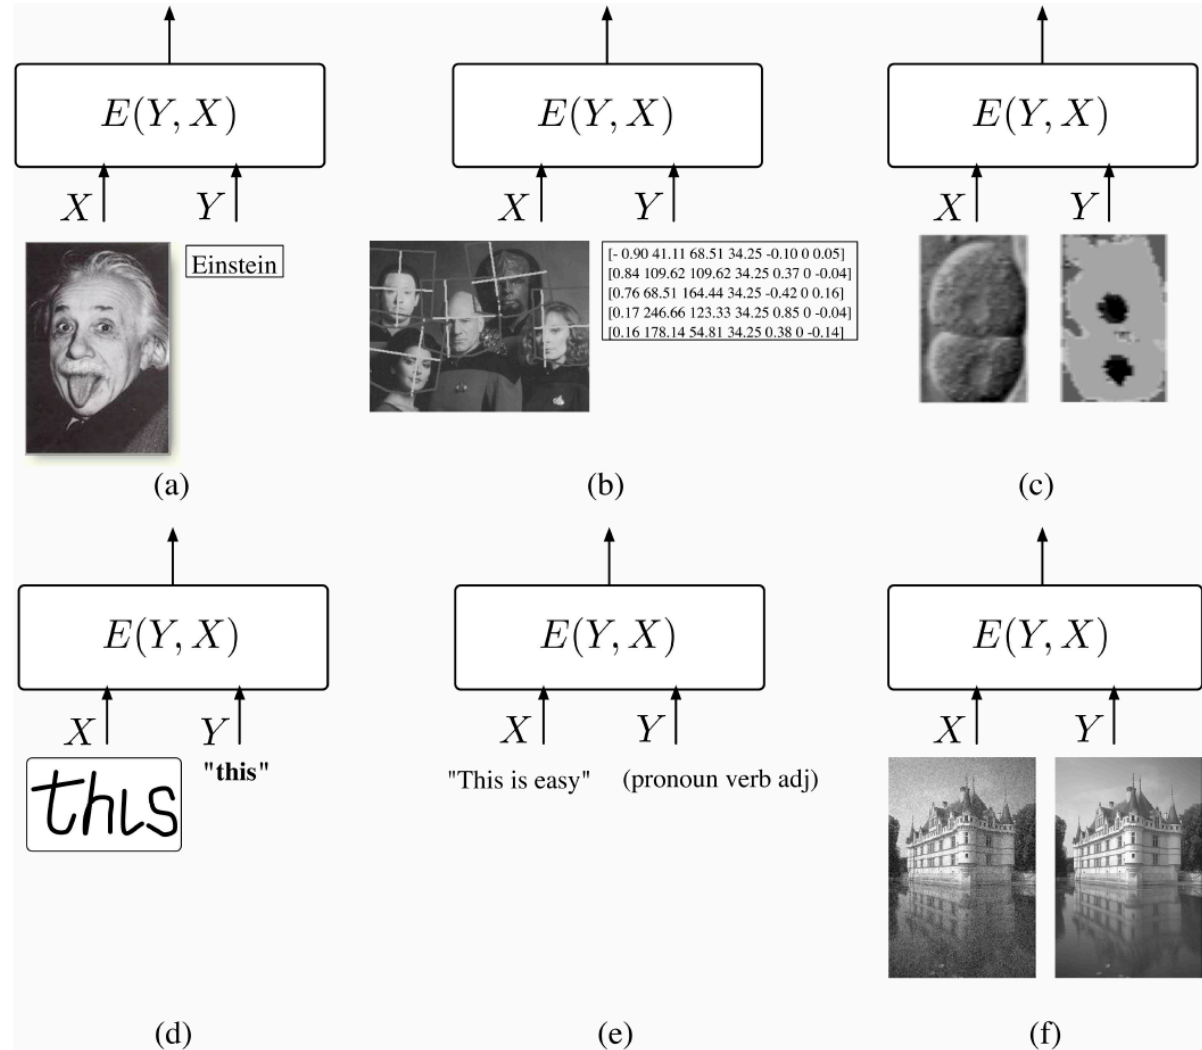 E(Y, X)
X
Y
Einstein
(a)
E(Y, X)
X
Y
[- 0.90 41.11 68.51 34.25 -0.10 0 0.05]
[0.84 109.62 109.62 34.25 0.37 0 -0.04]
[0.76 68.51 164.44 34.25 -0.42 0 0.16]
[0.17 246.66 123.33 34.25 0.85 0 -0.04]
[0.16 178.14 54.81 34.25 0.38 0 -0.14]
(b)
E(Y, X)
X
Y
(c)
E(Y, X)
X
Y
this
"this"
(d)
E(Y, X)
X
Y
"This is easy"
(pronoun verb adj)
(e)
E(Y, X)
X
Y
(f)